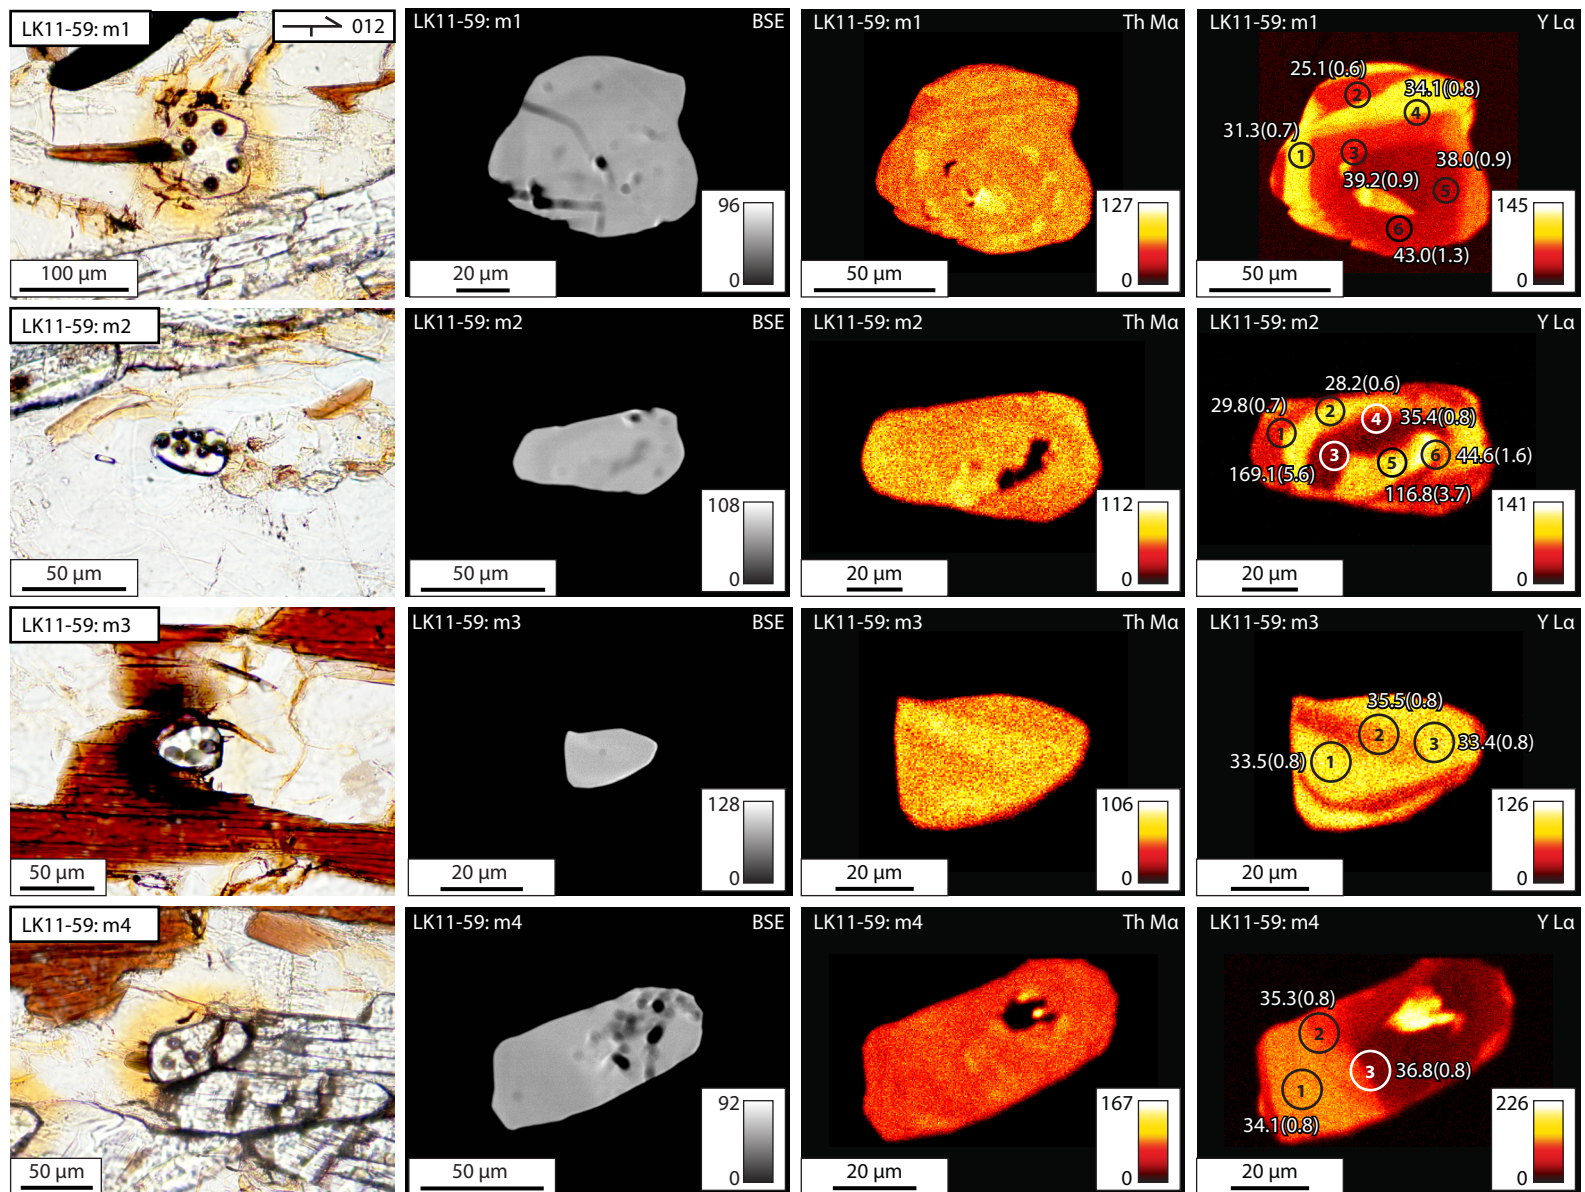 LK11-59: m1
012
100 µm
LK11-59: m1 BSE
96
0
20 µm
LK11-59: m1 Th Mα
127
0
50 µm
LK11-59: m1 Y Lα
25.1(0.6)
2
34.1(0.8)
4
31.3(0.7)
1
3
39.2(0.9)
38.0(0.9)
5
6
43.0(1.3)
145
0
50 µm
LK11-59: m2
50 µm
LK11-59: m2 BSE
108
0
50 µm
LK11-59: m2 Th Mα
112
0
20 µm
LK11-59: m2 Y Lα
28.2(0.6)
29.8(0.7)
2
4
35.4(0.8)
1
3
5
6
44.6(1.6)
169.1(5.6)
116.8(3.7)
141
0
20 µm
LK11-59: m3
50 µm
LK11-59: m3 BSE
128
0
20 µm
LK11-59: m3 Th Mα
106
0
20 µm
LK11-59: m3 Y Lα
35.5(0.8)
2
3
33.4(0.8)
33.5(0.8)
1
126
0
20 µm
LK11-59: m4
50 µm
LK11-59: m4 BSE
92
0
50 µm
LK11-59: m4 Th Mα
167
0
20 µm
LK11-59: m4 Y Lα
35.3(0.8)
2
3
36.8(0.8)
1
34.1(0.8)
226
0
20 µm